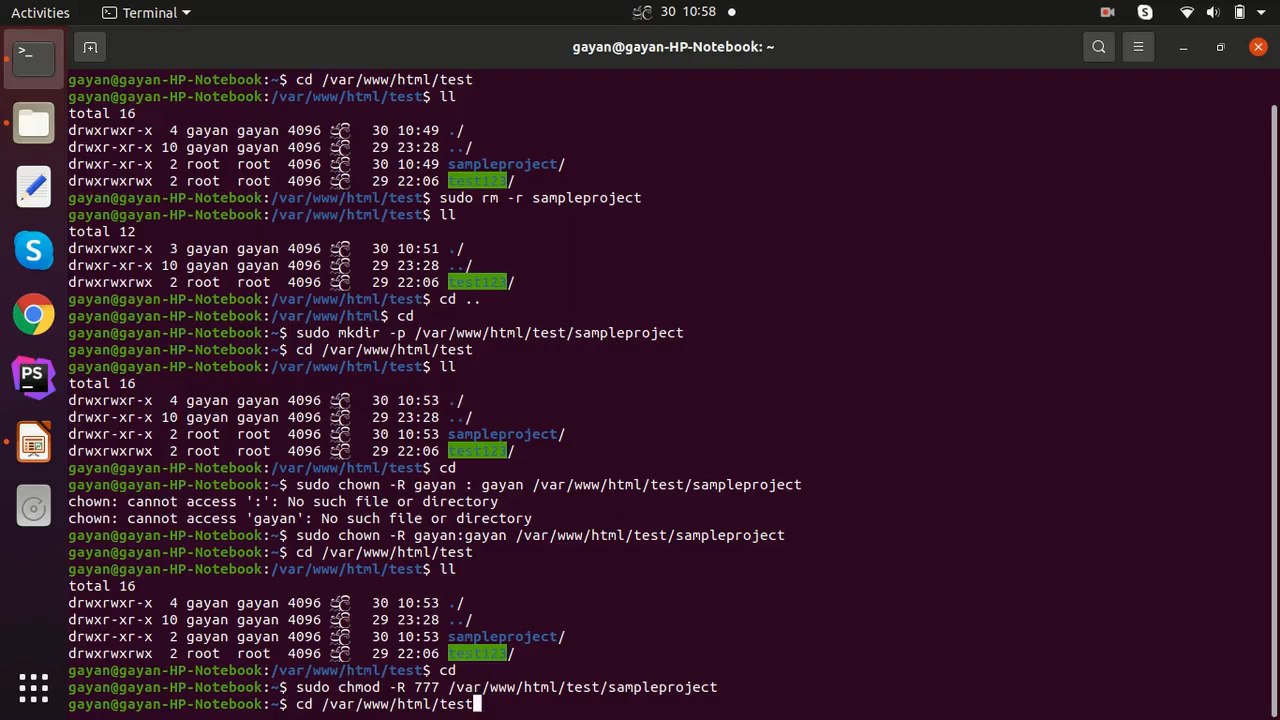 Activities Terminal ජූලි 30 10:58
gayan@gayan-HP-Notebook: ~
gayan@gayan-HP-Notebook:~$ cd /var/www/html/test
gayan@gayan-HP-Notebook:/var/www/html/test$ ll
total 16
drwxrwxr-x 4 gayan gayan 4096 ජූලි 30 10:49 ./
drwxr-xr-x 10 gayan gayan 4096 ජූලි 29 23:28 ../
drwxr-xr-x 2 root root 4096 ජූලි 30 10:49 sampleproject/
drwxrwxrwx 2 root root 4096 ජූලි 29 22:06 test123/
gayan@gayan-HP-Notebook:/var/www/html/test$ sudo rm -r sampleproject
gayan@gayan-HP-Notebook:/var/www/html/test$ ll
total 12
drwxrwxr-x 3 gayan gayan 4096 ජූලි 30 10:51 ./
drwxr-xr-x 10 gayan gayan 4096 ජූලි 29 23:28 ../
drwxrwxrwx 2 root root 4096 ජූලි 29 22:06 test123/
gayan@gayan-HP-Notebook:/var/www/html/test$ cd ..
gayan@gayan-HP-Notebook:/var/www/html$ cd
gayan@gayan-HP-Notebook:~$ sudo mkdir -p /var/www/html/test/sampleproject
gayan@gayan-HP-Notebook:~$ cd /var/www/html/test
gayan@gayan-HP-Notebook:/var/www/html/test$ ll
total 16
drwxrwxr-x 4 gayan gayan 4096 ජූලි 30 10:53 ./
drwxr-xr-x 10 gayan gayan 4096 ජූලි 29 23:28 ../
drwxr-xr-x 2 root root 4096 ජූලි 30 10:53 sampleproject/
drwxrwxrwx 2 root root 4096 ජූලි 29 22:06 test123/
gayan@gayan-HP-Notebook:/var/www/html/test$ cd
gayan@gayan-HP-Notebook:~$ sudo chown -R gayan : gayan /var/www/html/test/sampleproject
chown: cannot access ':': No such file or directory
chown: cannot access 'gayan': No such file or directory
gayan@gayan-HP-Notebook:~$ sudo chown -R gayan:gayan /var/www/html/test/sampleproject
gayan@gayan-HP-Notebook:~$ cd /var/www/html/test
gayan@gayan-HP-Notebook:/var/www/html/test$ ll
total 16
drwxrwxr-x 4 gayan gayan 4096 ජූලි 30 10:53 ./
drwxr-xr-x 10 gayan gayan 4096 ජූලි 29 23:28 ../
drwxr-xr-x 2 gayan gayan 4096 ජූලි 30 10:53 sampleproject/
drwxrwxrwx 2 root root 4096 ජූලි 29 22:06 test123/
gayan@gayan-HP-Notebook:/var/www/html/test$ cd
gayan@gayan-HP-Notebook:~$ sudo chmod -R 777 /var/www/html/test/sampleproject
gayan@gayan-HP-Notebook:~$ cd /var/www/html/test